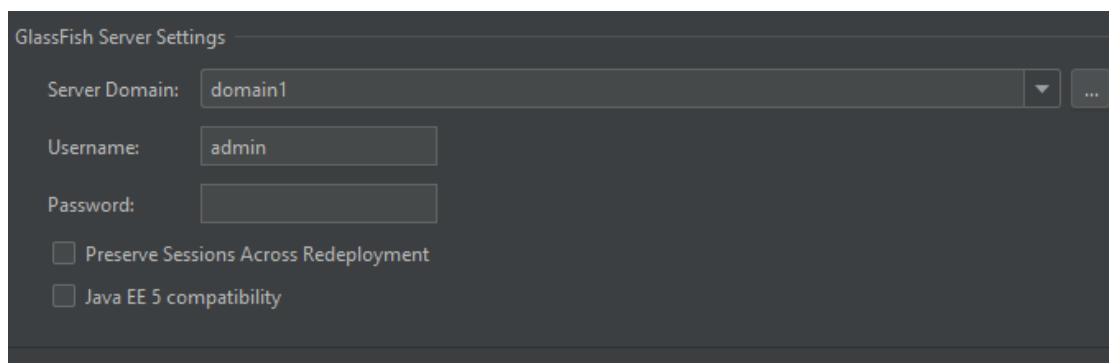 GlassFish Server Settings
Server Domain: domain1 ...
Username: admin
Password:
Preserve Sessions Across Redeployment
Java EE 5 compatibility